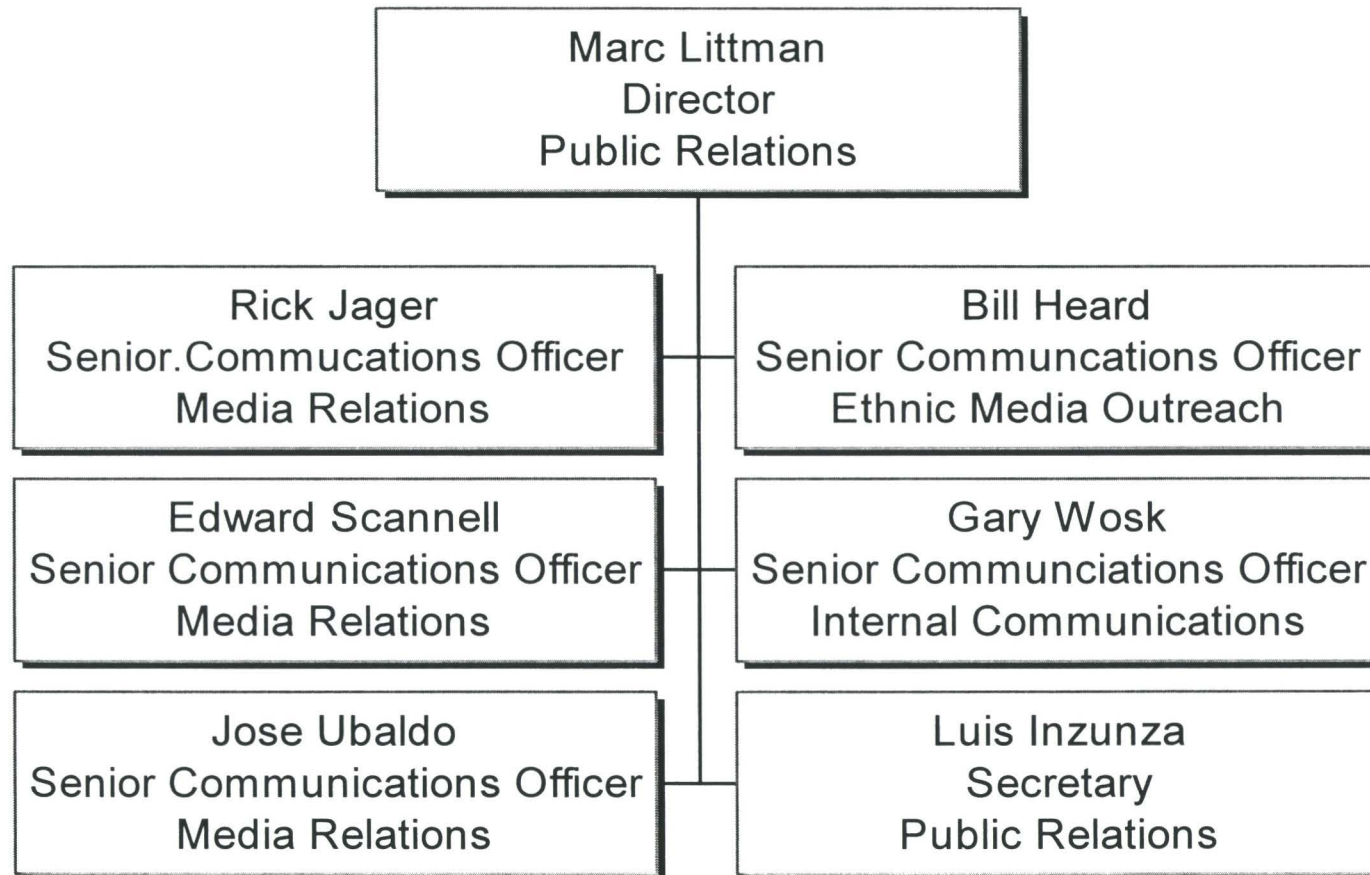 Marc Littman
Director
Public Relations
Rick Jager
Senior.Commucations Officer
Media Relations
Bill Heard
Senior Communcations Officer
Ethnic Media Outreach
Edward Scannell
Senior Communications Officer
Media Relations
Gary Wosk
Senior Communciations Officer
Internal Communications
Jose Ubaldo
Senior Communications Officer
Media Relations
Luis Inzunza
Secretary
Public Relations